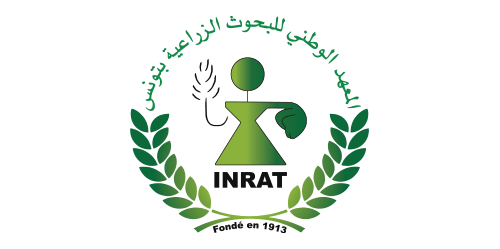 المعهد الوطني للبحوث الزراعية بتونس
INRAT
Fondé en 1913